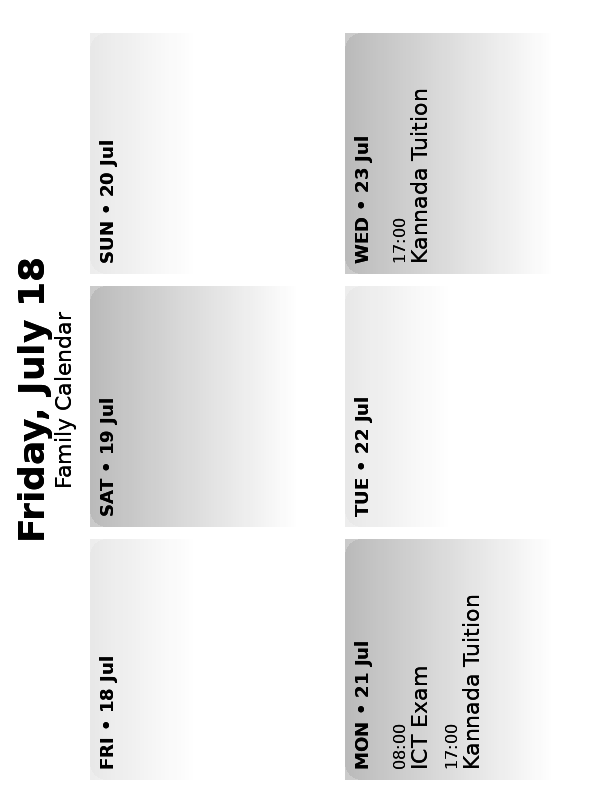 Friday, July 18
Family Calendar
FRI • 18 Jul
SAT • 19 Jul
SUN • 20 Jul
MON • 21 Jul
08:00
ICT Exam
17:00
Kannada Tuition
TUE • 22 Jul
WED • 23 Jul
17:00
Kannada Tuition